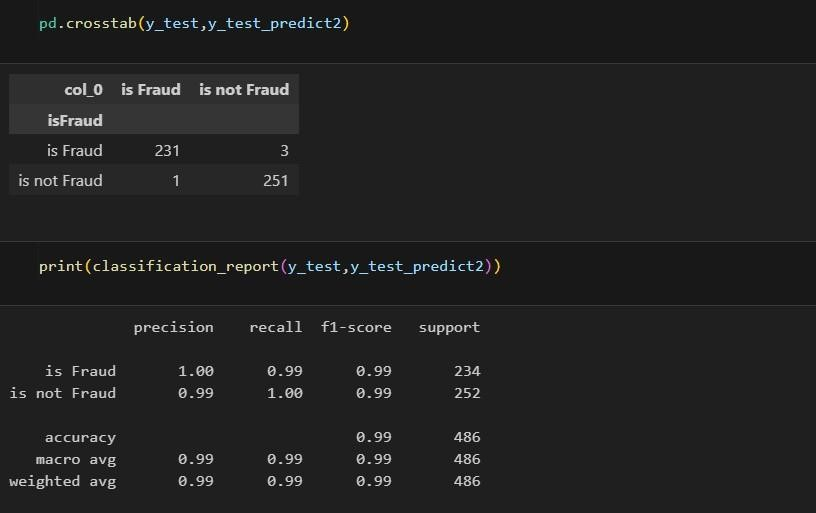 pd.crosstab(y_test,y_test_predict2)
col_0 is Fraud is not Fraud
isFraud
is Fraud 231 3
is not Fraud 1 251
print(classification_report(y_test,y_test_predict2))
precision recall f1-score support
is Fraud 1.00 0.99 0.99 234
is not Fraud 0.99 1.00 0.99 252
accuracy 0.99 486
macro avg 0.99 0.99 0.99 486
weighted avg 0.99 0.99 0.99 486